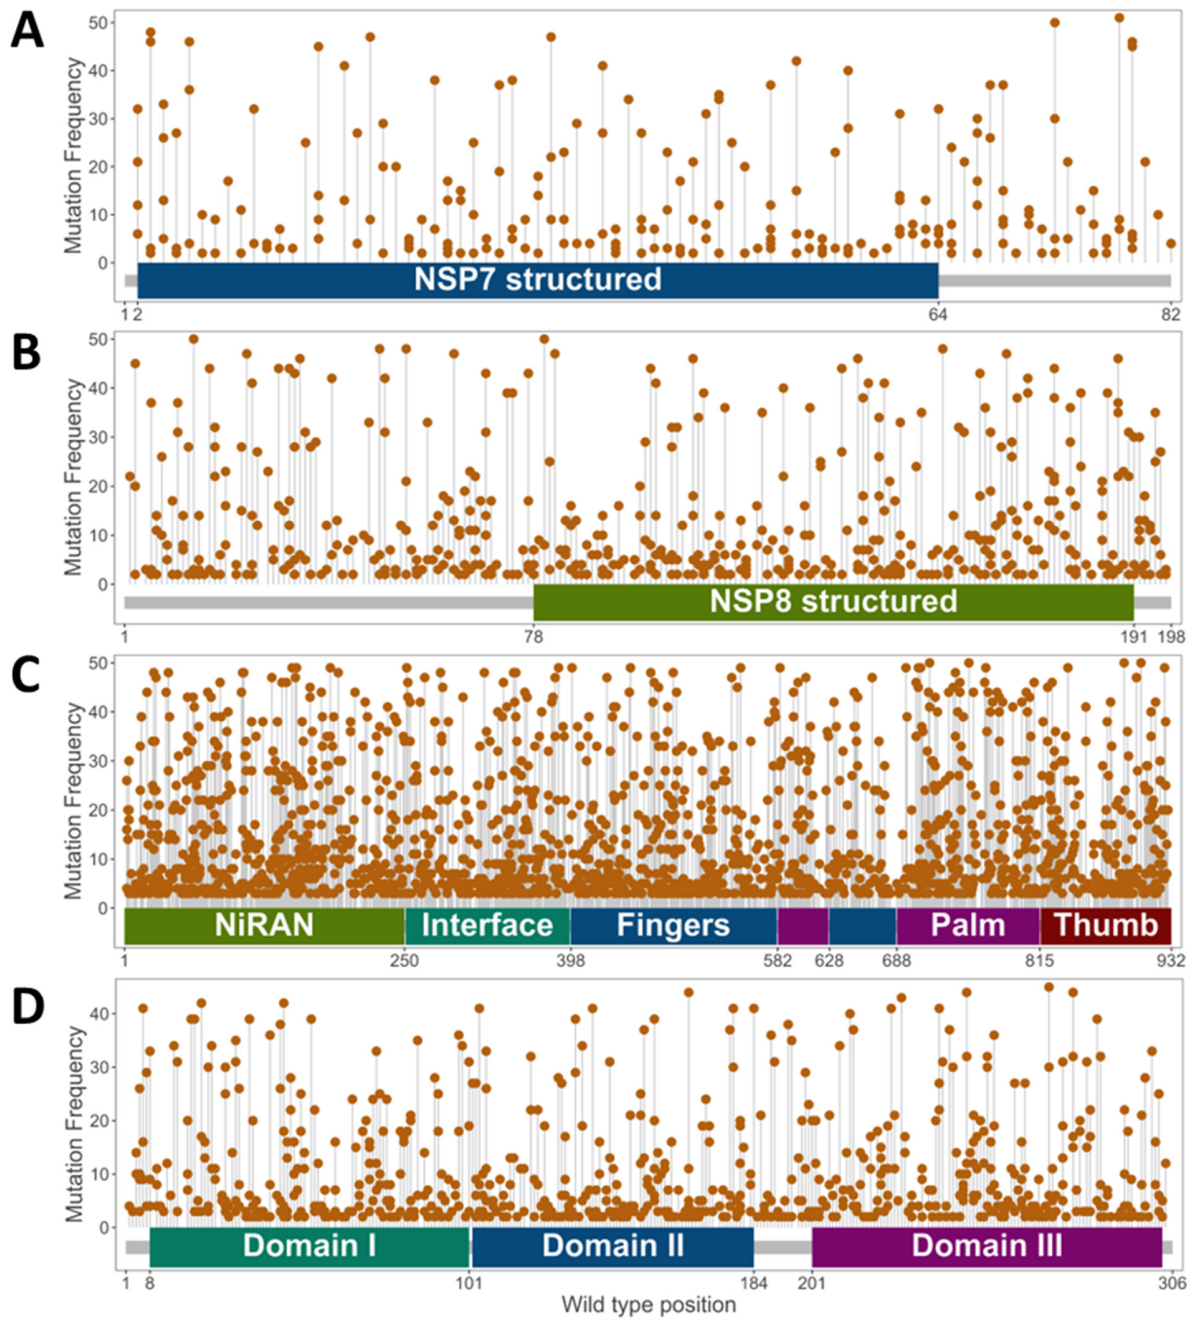 A
Mutation Frequency
50
40
30
20
10
0
NSP7 structured
1 2 64 82
B
Mutation Frequency
50
40
30
20
10
0
NSP8 structured
1 78 191 198
C
Mutation Frequency
50
40
30
20
10
0
NiRAN Interface Fingers Palm Thumb
1 250 398 582 628 688 815 932
D
Mutation Frequency
40
30
20
10
0
Domain I Domain II Domain III
1 8 101 184 201 306
Wild type position